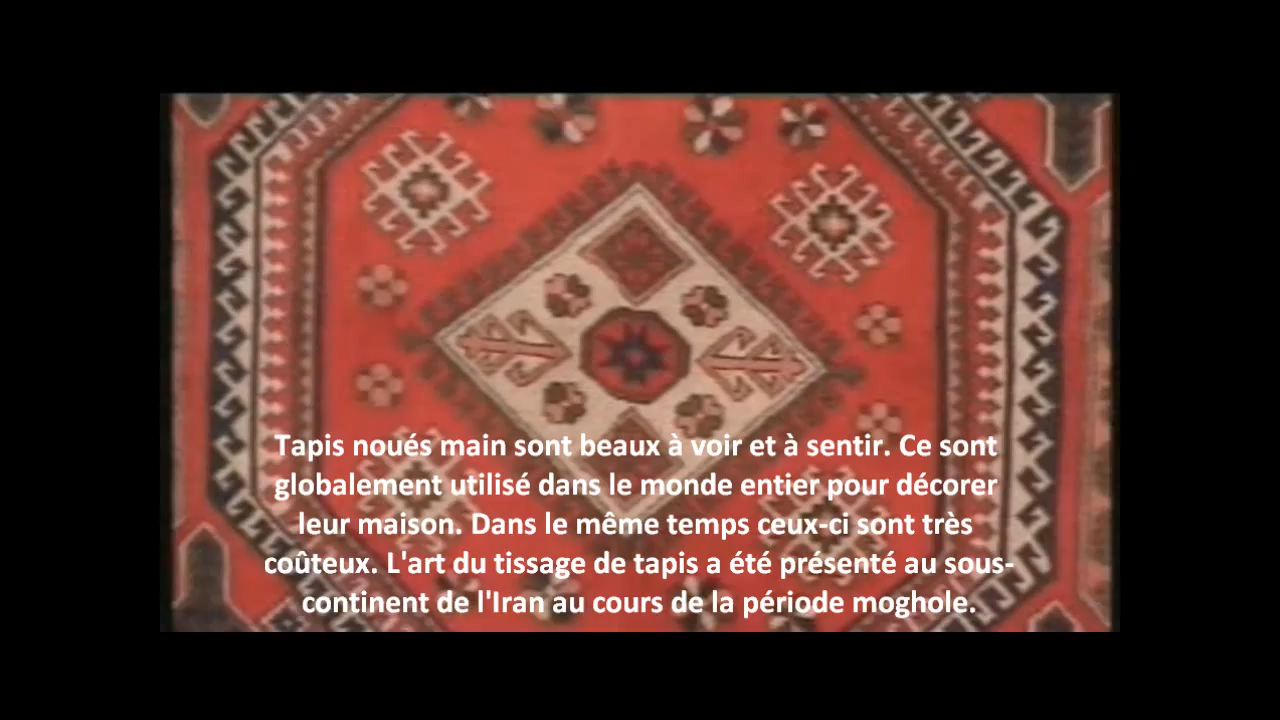 Tapis noués main sont beaux à voir et à sentir. Ce sont
globalement utilisé dans le monde entier pour décorer
leur maison. Dans le même temps ceux-ci sont très
coûteux. L'art du tissage de tapis a été présenté au sous-
continent de l'Iran au cours de la période moghole.